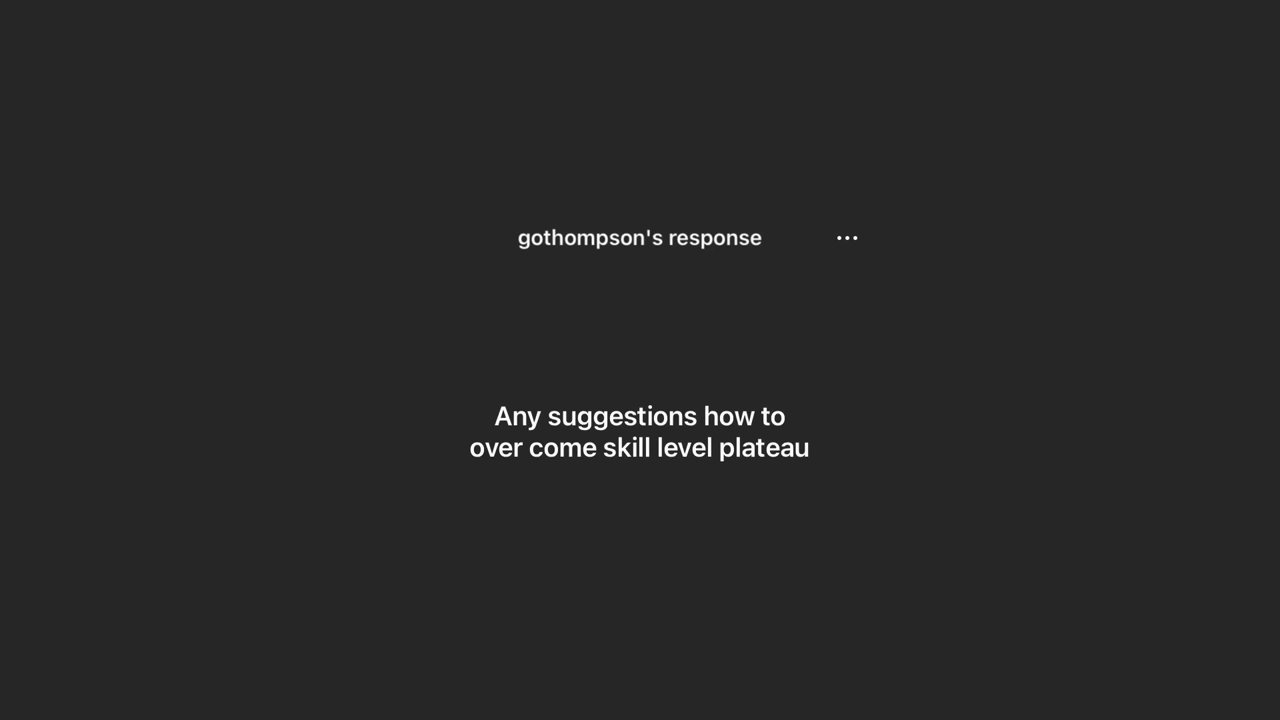 gothompson's response
Any suggestions how to
over come skill level plateau